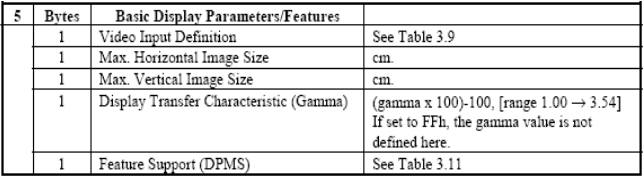 5 Bytes Basic Display Parameters/Features
1 Video Input Definition See Table 3.9
1 Max. Horizontal Image Size cm.
1 Max. Vertical Image Size cm.
1 Display Transfer Characteristic (Gamma) (gamma x 100)-100, [range 1.00 → 3.54]
If set to FFh, the gamma value is not
defined here.
1 Feature Support (DPMS) See Table 3.11